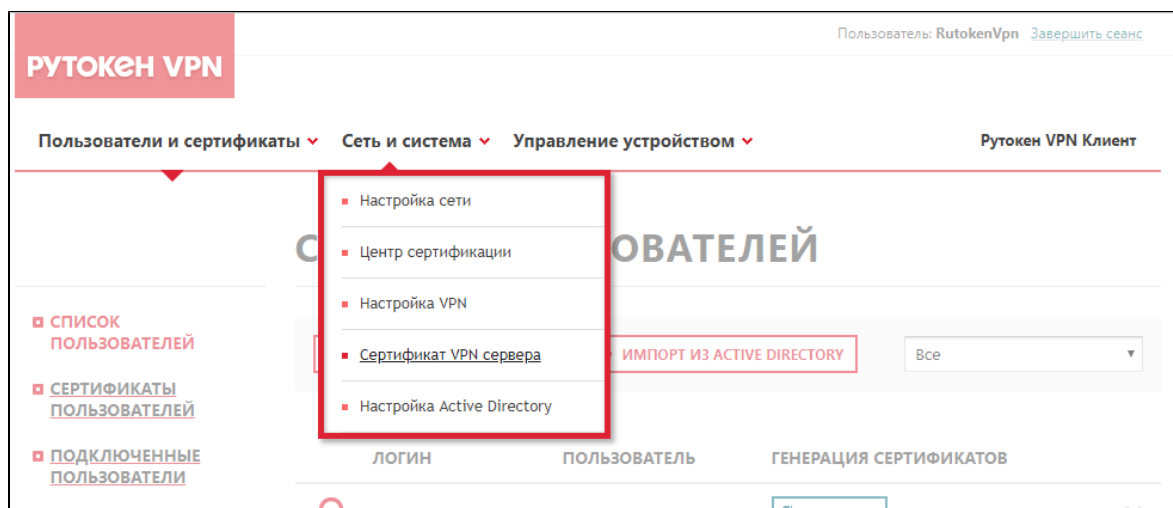 Пользователь: RutokenVpn Завершить сеанс
РУТОКЕН VPN
Пользователи и сертификаты Сеть и система Управление устройством Рутокен VPN Клиент
Настройка сети
Центр сертификации
Настройка VPN
Сертификат VPN сервера
Настройка Active Directory
С ОВАТЕЛЕЙ
СПИСОК
ПОЛЬЗОВАТЕЛЕЙ
СЕРТИФИКАТЫ
ПОЛЬЗОВАТЕЛЕЙ
ПОДКЛЮЧЕННЫЕ
ПОЛЬЗОВАТЕЛИ
ИМПОРТ ИЗ ACTIVE DIRECTORY
Все
ЛОГИН ПОЛЬЗОВАТЕЛЬ ГЕНЕРАЦИЯ СЕРТИФИКАТОВ